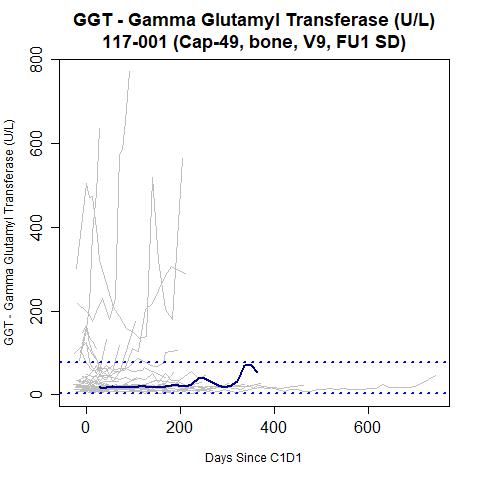 GGT - Gamma Glutamyl Transferase (U/L)
117-001 (Cap-49, bone, V9, FU1 SD)
GGT - Gamma Glutamyl Transferase (U/L)
800
600
400
200
0
0 200 400 600
Days Since C1D1